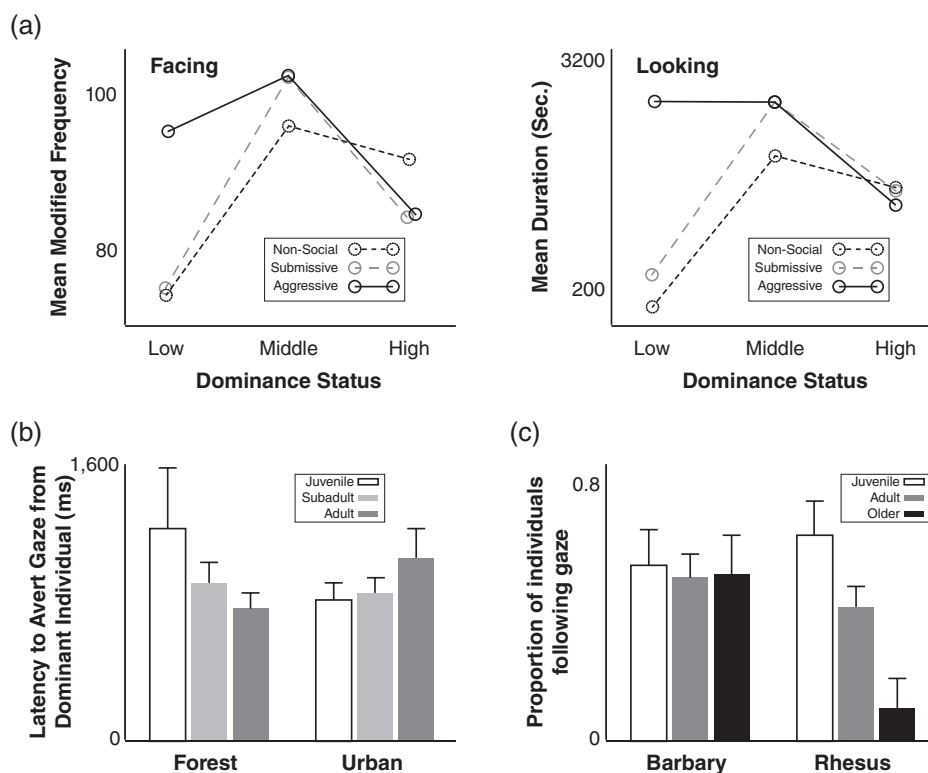 (a)
Facing
Mean Modified Frequency
100
80
Non-Social
Submissive
Aggressive
Low
Middle
High
Dominance Status
Looking
Mean Duration (Sec.)
3200
200
Non-Social
Submissive
Aggressive
Low
Middle
High
Dominance Status
(b)
Latency to Avert Gaze from
Dominant Individual (ms)
1,600
0
Juvenile
Subadult
Adult
Forest
Urban
(c)
Proportion of individuals
following gaze
0.8
0
Juvenile
Adult
Older
Barbary
Rhesus